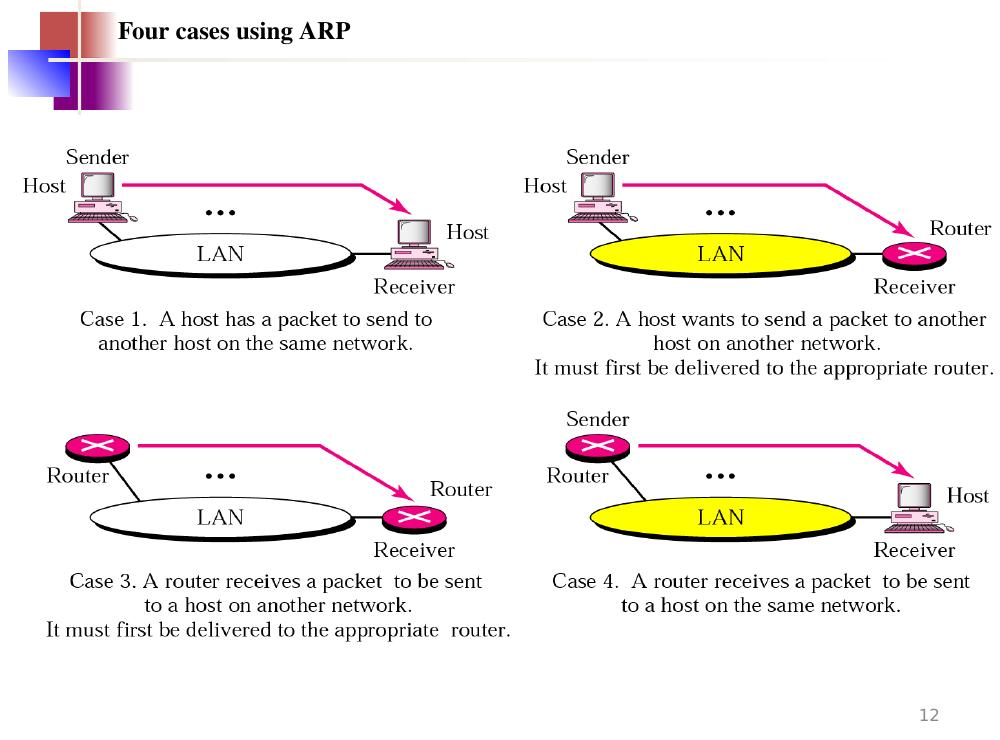 Four cases using ARP
Sender
Host
...
LAN
Host
Receiver
Case 1. A host has a packet to send to
another host on the same network.
Sender
Host
...
LAN
Router
Receiver
Case 2. A host wants to send a packet to another
host on another network.
It must first be delivered to the appropriate router.
Router
...
LAN
Router
Receiver
Case 3. A router receives a packet to be sent
to a host on another network.
It must first be delivered to the appropriate router.
Sender
Router
...
LAN
Host
Receiver
Case 4. A router receives a packet to be sent
to a host on the same network.
12